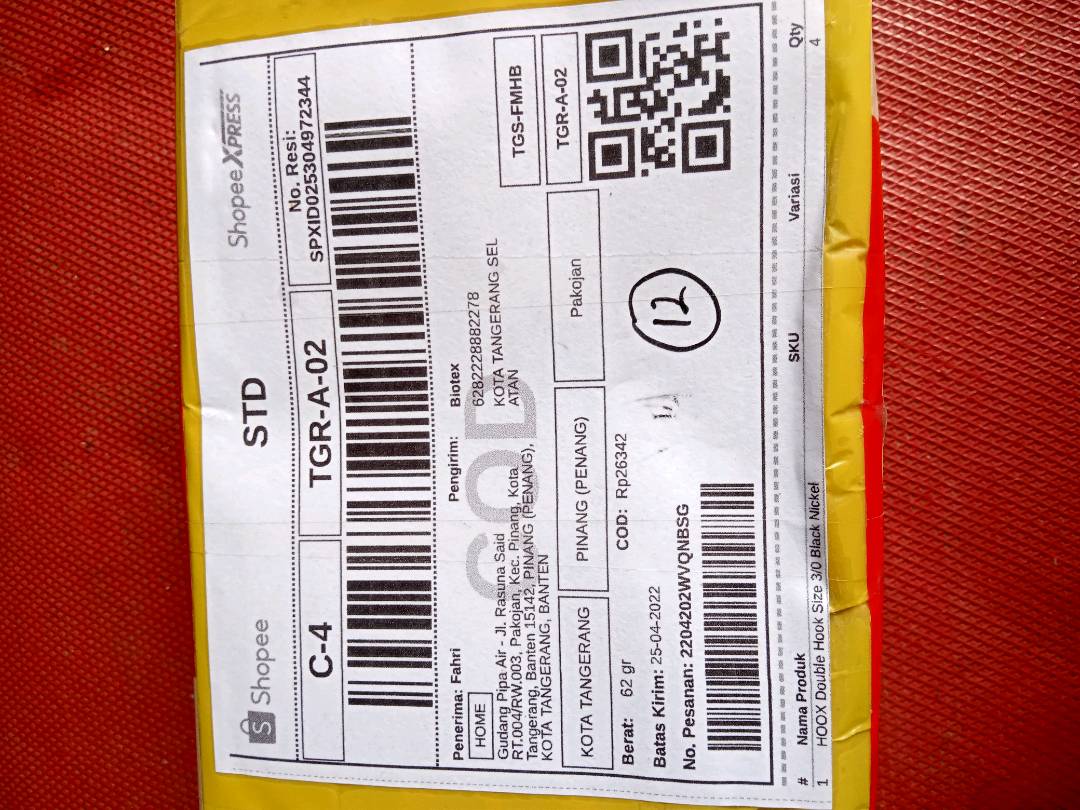 Shopee
STD
ShopeeXPRESS
C-4
TGR-A-02
No. Resi:
SPXID025304972344
Penerima: Fahri
HOME
Gudang Pipa Air - Jl. Rasuna Said
RT.004/RW.003, Pakojan, Kec. Pinang, Kota
Tangerang, Banten 15142, PINANG (PENANG),
KOTA TANGERANG, BANTEN
Pengirim: Biotex
6282228882278
KOTA TANGERANG SEL
ATAN
COD
TGS-FMHB
TGR-A-02
KOTA TANGERANG
PINANG (PENANG)
Pakojan
Berat: 62 gr
COD: Rp26342
Batas Kirim: 25-04-2022
No. Pesanan: 2204202WVQNBSG
12
# Nama Produk SKU Variasi Qty
1 HOOX Double Hook Size 3/0 Black Nickel 4